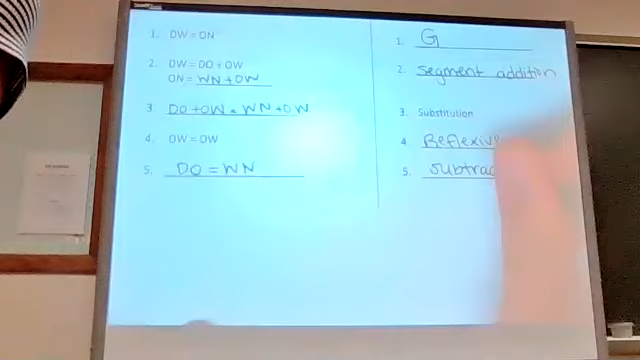 1. DW = ON
2. DW = DO + OW
ON = WN + OW
3. DO + OW = WN + OW
4. OW = OW
5. DO = WN
1. G
2. segment addition
3. Substitution
4. Reflexiv
5. subtrac